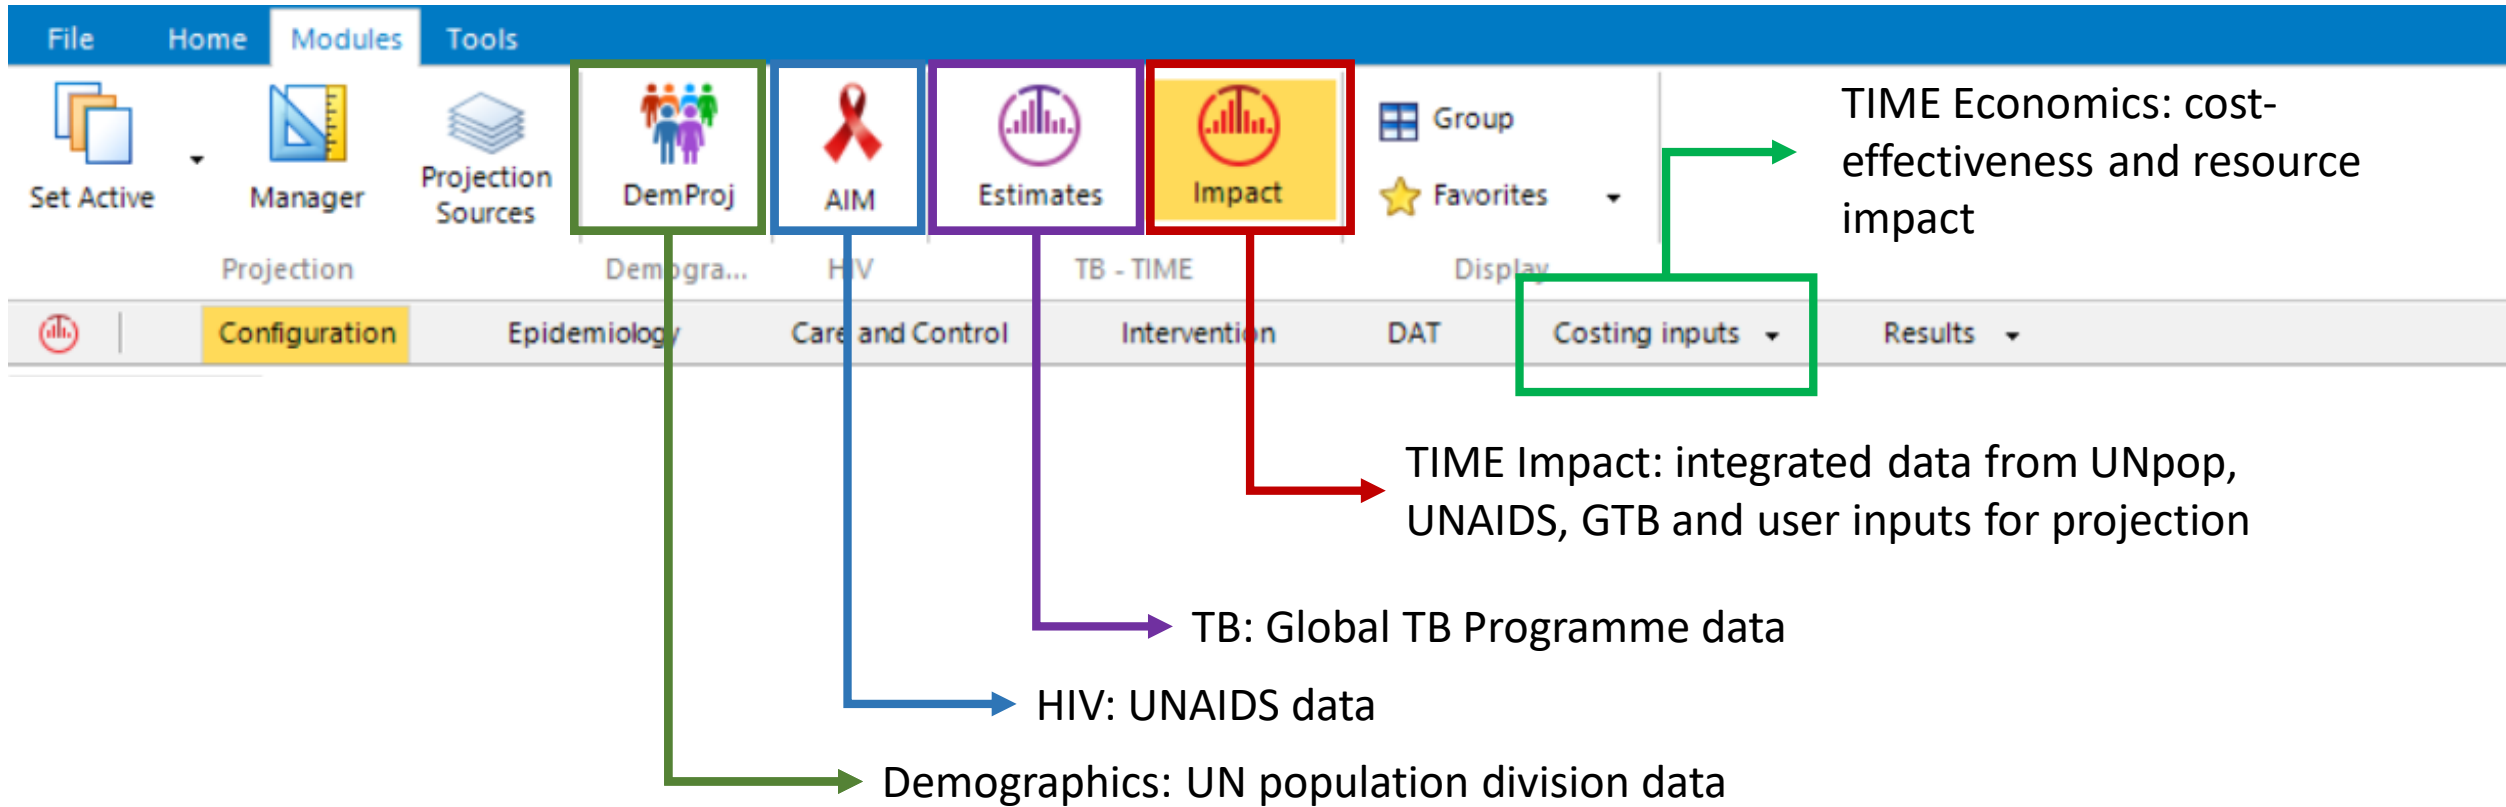 File Home Modules Tools
Set Active
Manager
Projection
Sources
DemProj
AIM
Estimates
Impact
Group
Favorites
Projection
Demogra...
HIV
TB - TIME
Display
Configuration Epidemiology Care and Control Intervention DAT Costing inputs Results
TIME Economics: cost-
effectiveness and resource
impact
TIME Impact: integrated data from UNpop,
UNAIDS, GTB and user inputs for projection
TB: Global TB Programme data
HIV: UNAIDS data
Demographics: UN population division data